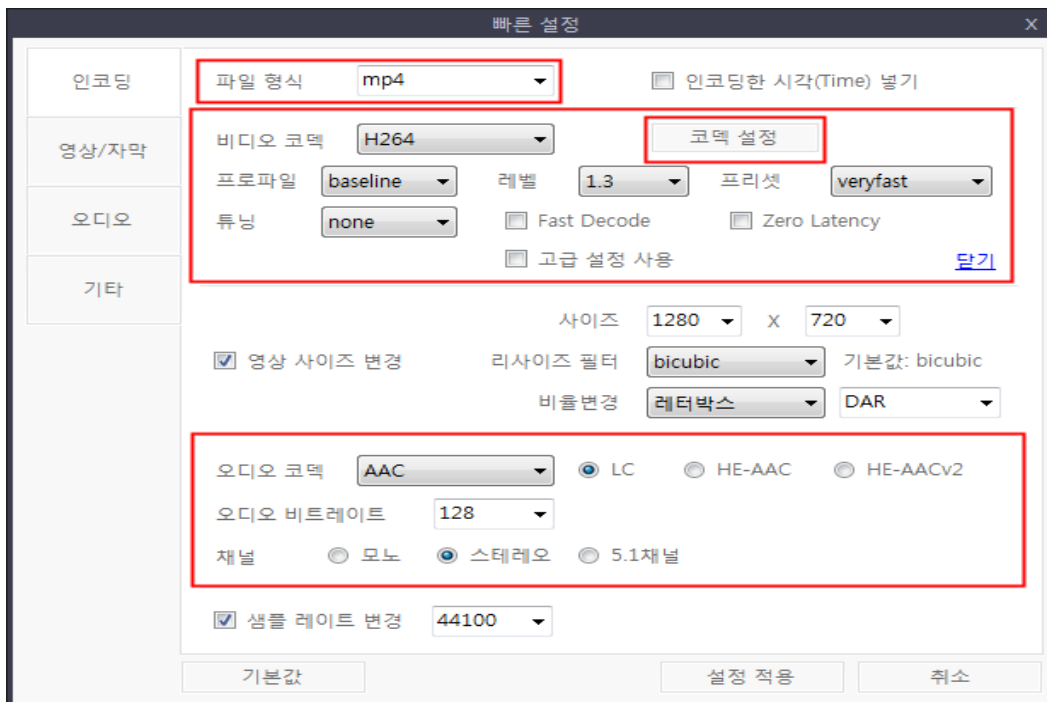 빠른 설정 X
인코딩
영상/자막
오디오
기타
파일 형식 mp4 인코딩한 시각(Time) 넣기
비디오 코덱 H264 코덱 설정
프로파일 baseline 레벨 1.3 프리셋 veryfast
튜닝 none Fast Decode Zero Latency
고급 설정 사용 닫기
사이즈 1280 X 720
영상 사이즈 변경 리사이즈 필터 bicubic 기본값: bicubic
비율변경 레터박스 DAR
오디오 코덱 AAC LC HE-AAC HE-AACv2
오디오 비트레이트 128
채널 모노 스테레오 5.1채널
샘플 레이트 변경 44100
기본값 설정 적용 취소